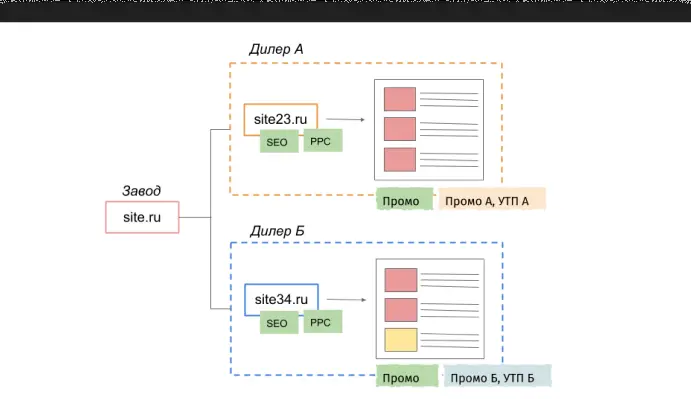 Дилер А
site23.ru
SEO
PPC
Промо
Промо А, УТП А
Завод
site.ru
Дилер Б
site34.ru
SEO
PPC
Промо
Промо Б, УТП Б